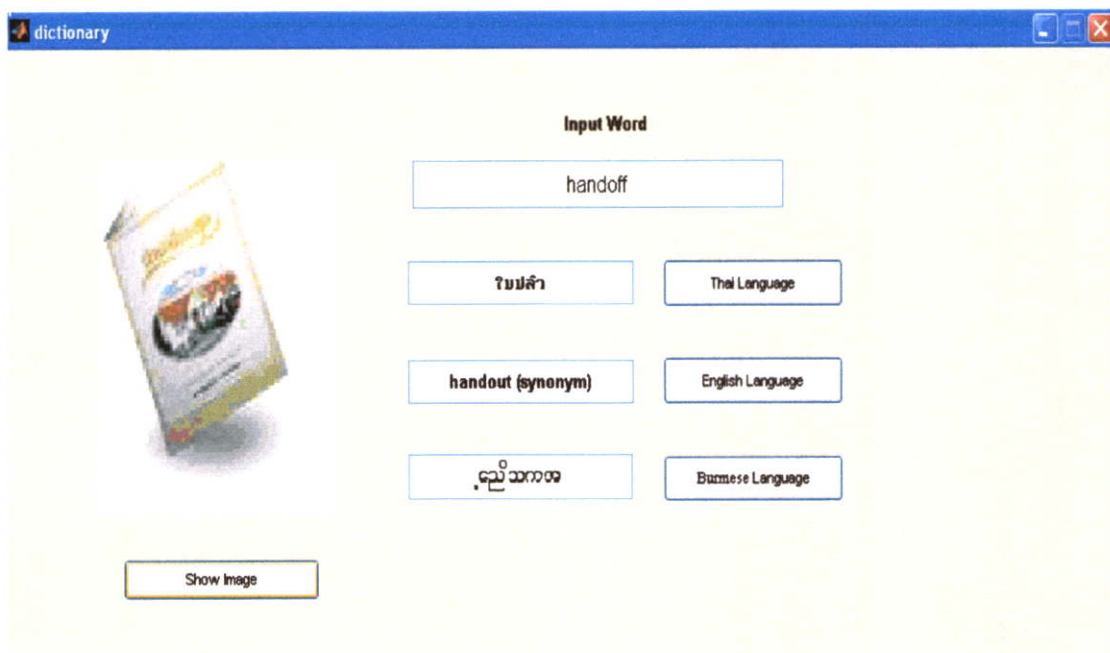 dictionary
Input Word
handoff
ใบปลิว
Thai Language
handout (synonym)
English Language
Burmese Language
Show Image